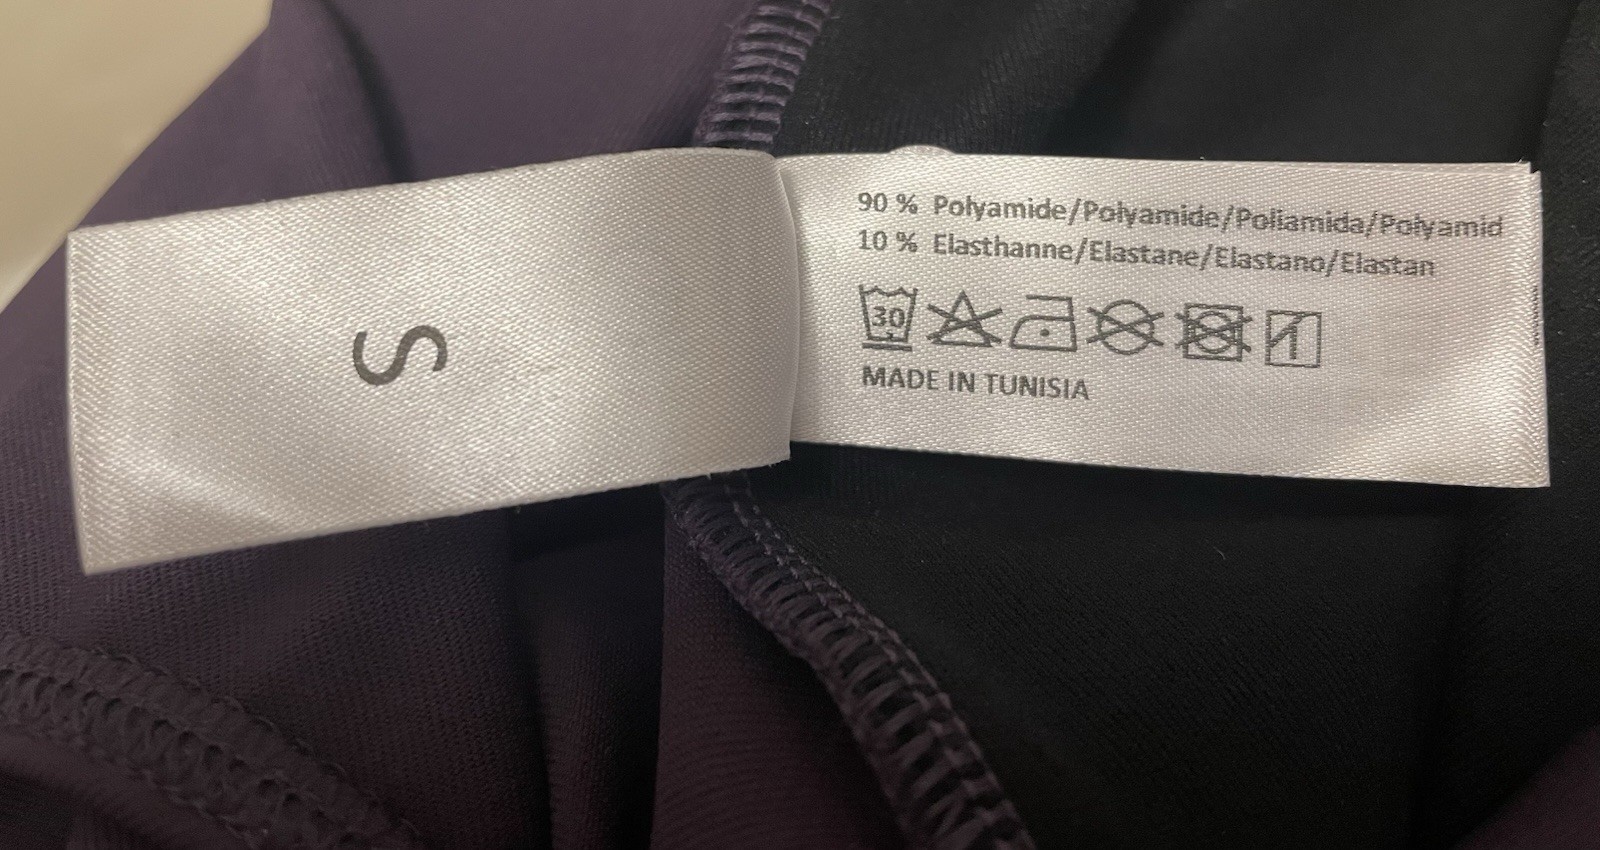 S
90 % Polyamide/Polyamide/Poliamida/Polyamid
10 % Elasthanne/Elastane/Elastano/Elastan
30
MADE IN TUNISIA